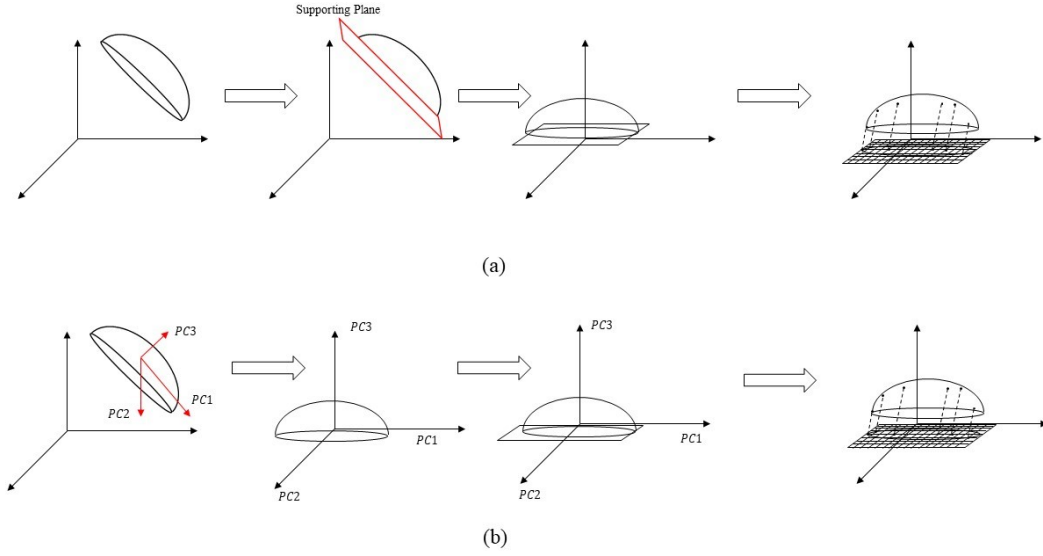 Supporting Plane
(a)
PC3
PC2
PC1
PC3
PC1
PC2
PC3
PC1
PC2
(b)